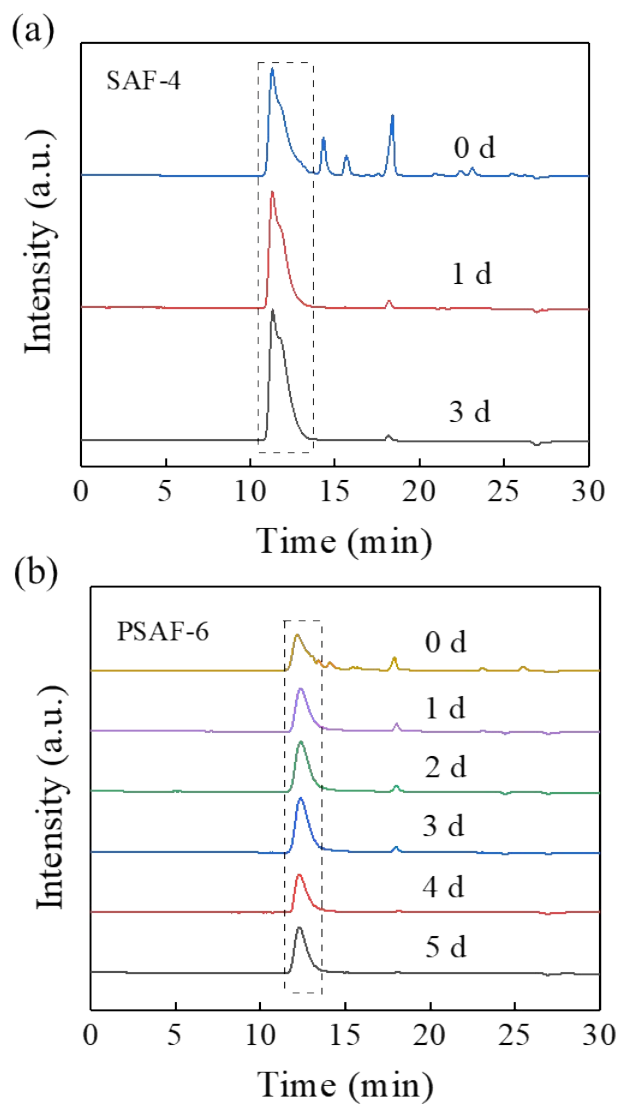 (a)
SAF-4
0 d
1 d
3 d
Intensity (a.u.)
0 5 10 15 20 25 30
Time (min)
(b)
PSAF-6
0 d
1 d
2 d
3 d
4 d
5 d
Intensity (a.u.)
0 5 10 15 20 25 30
Time (min)